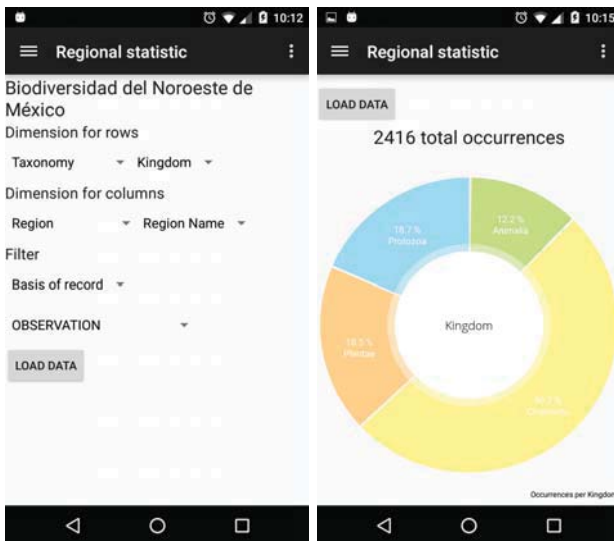 10:12
Regional statistic
Biodiversidad del Noroeste de
México
Dimension for rows
Taxonomy
Kingdom
Dimension for columns
Region
Region Name
Filter
Basis of record
OBSERVATION
LOAD DATA
10:15
Regional statistic
LOAD DATA
2416 total occurrences
12.2 %
Animalia
18.7 %
Protozoa
Kingdom
18.5 %
Plantae
Occurrences per Kingdom